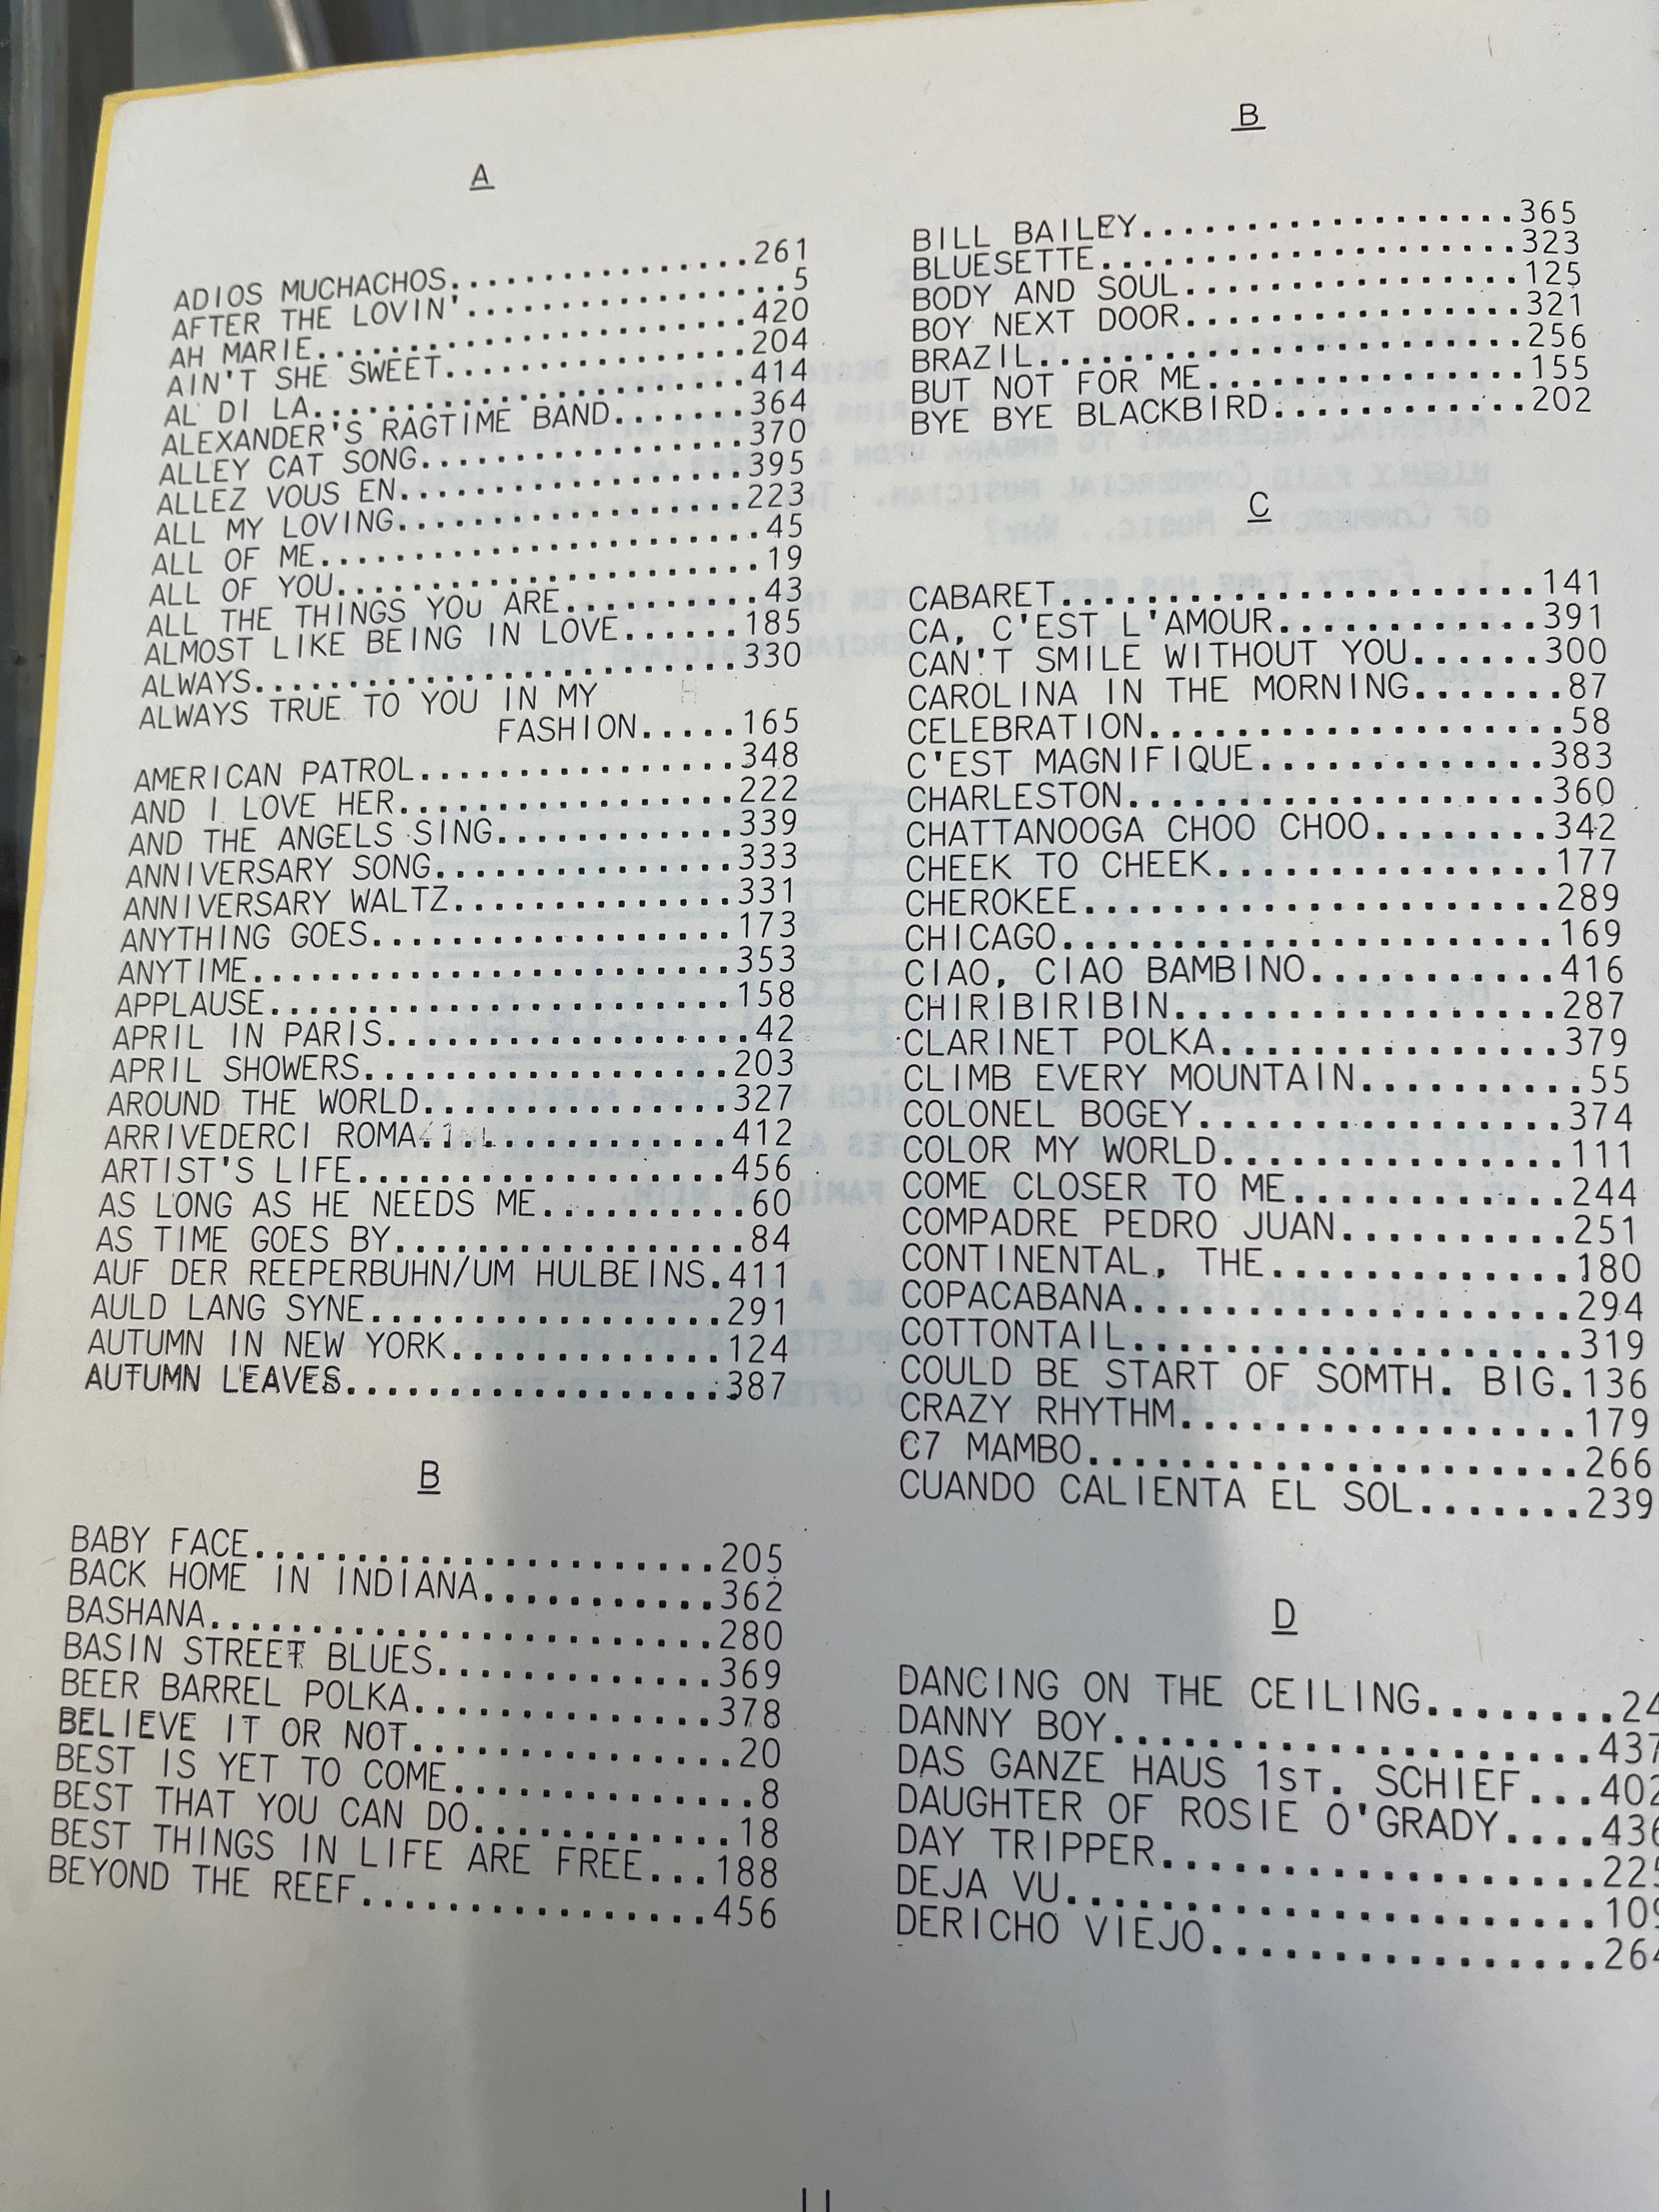 A
ADIOS MUCHACHOS................261
AFTER THE LOVIN'..................5
AH MARIE.......................420
AIN'T SHE SWEET................204
AL DI LA.......................414
ALEXANDER'S RAGTIME BAND.......364
ALLEY CAT SONG.................370
ALLEZ VOUS EN..................395
ALL MY LOVING..................223
ALL OF ME.......................45
ALL OF YOU......................19
ALL THE THINGS YOU ARE..........43
ALMOST LIKE BEING IN LOVE......185
ALWAYS.........................330
ALWAYS TRUE TO YOU IN MY
FASHION.....165
AMERICAN PATROL................348
AND I LOVE HER.................222
AND THE ANGELS SING............339
ANNIVERSARY SONG...............333
ANNIVERSARY WALTZ..............331
ANYTHING GOES..................173
ANYTIME........................353
APPLAUSE.......................158
APRIL IN PARIS..................42
APRIL SHOWERS..................203
AROUND THE WORLD...............327
ARRIVEDERCI ROMA...............412
ARTIST'S LIFE..................456
AS LONG AS HE NEEDS ME..........60
AS TIME GOES BY.................84
AUF DER REEPERBUHN/UM HULBEINS.411
AULD LANG SYNE.................291
AUTUMN IN NEW YORK.............124
AUTUMN LEAVES..................387
B
BABY FACE......................205
BACK HOME IN INDIANA...........362
BASHANA........................280
BASIN STREET BLUES.............369
BEER BARREL POLKA..............378
BELIEVE IT OR NOT...............20
BEST IS YET TO COME..............8
BEST THAT YOU CAN DO............18
BEST THINGS IN LIFE ARE FREE...188
BEYOND THE REEF................456
B
BILL BAILEY....................365
BLUESETTE......................323
BODY AND SOUL..................125
BOY NEXT DOOR..................321
BRAZIL.........................256
BUT NOT FOR ME.................155
BYE BYE BLACKBIRD..............202
C
CABARET........................141
CA, C'EST L'AMOUR..............391
CAN'T SMILE WITHOUT YOU........300
CAROLINA IN THE MORNING.........87
CELEBRATION.....................58
C'EST MAGNIFIQUE...............383
CHARLESTON.....................360
CHATTANOOGA CHOO CHOO..........342
CHEEK TO CHEEK.................177
CHEROKEE.......................289
CHICAGO........................169
CIAO, CIAO BAMBINO.............416
CHIRIBIRIBIN...................287
CLARINET POLKA.................379
CLIMB EVERY MOUNTAIN............55
COLONEL BOGEY..................374
COLOR MY WORLD.................111
COME CLOSER TO ME..............244
COMPADRE PEDRO JUAN............251
CONTINENTAL, THE...............180
COPACABANA.....................294
COTTONTAIL.....................319
COULD BE START OF SOMTH. BIG.136
CRAZY RHYTHM...................179
C7 MAMBO.......................266
CUANDO CALIENTA EL SOL.......239
D
DANCING ON THE CEILING........24
DANNY BOY....................437
DAS GANZE HAUS 1ST. SCHIEF...402
DAUGHTER OF ROSIE O'GRADY....436
DAY TRIPPER..................225
DEJA VU......................109
DERICHO VIEJO................264